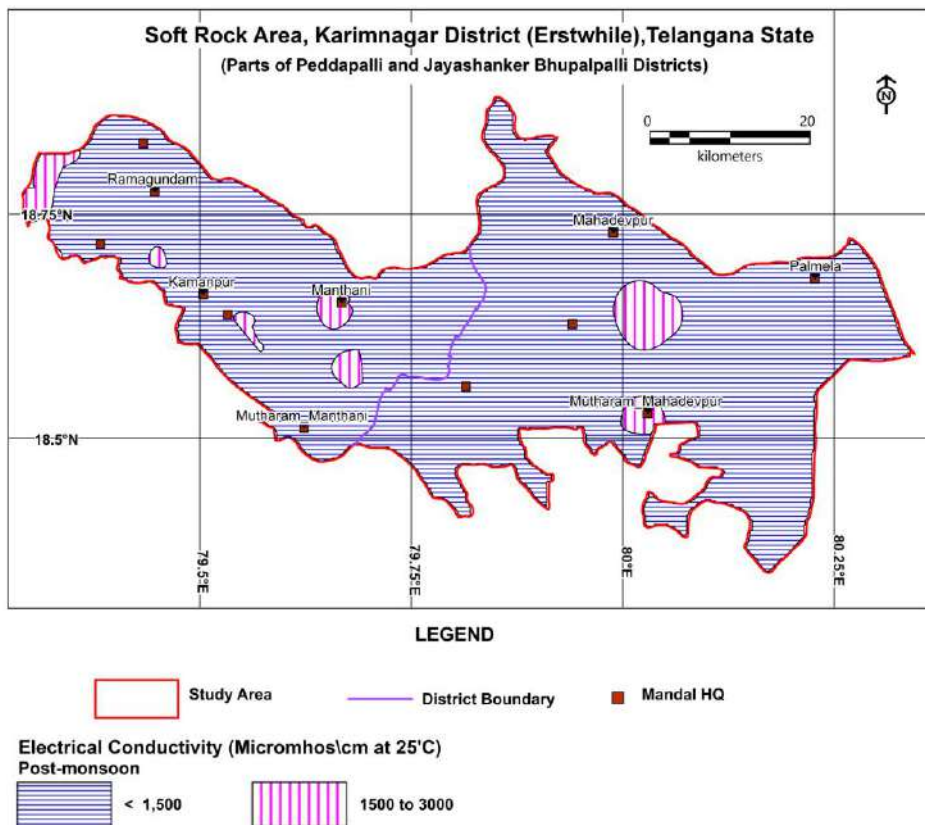 Soft Rock Area, Karimnagar District (Erstwhile),Telangana State
(Parts of Peddapalli and Jayashanker Bhupalpalli Districts)
N
0 20
kilometers
Ramagundam
18.75°N
Mahadevpur
Palmela
Kamanpur
Manthani
Mutharam_Manthani
Mutharam_Mahadevpur
18.5°N
79.5°E
79.75°E
80°E
80.25°E
LEGEND
Study Area
District Boundary
Mandal HQ
Electrical Conductivity (Micromhos\cm at 25'C)
Post-monsoon
< 1,500
1500 to 3000